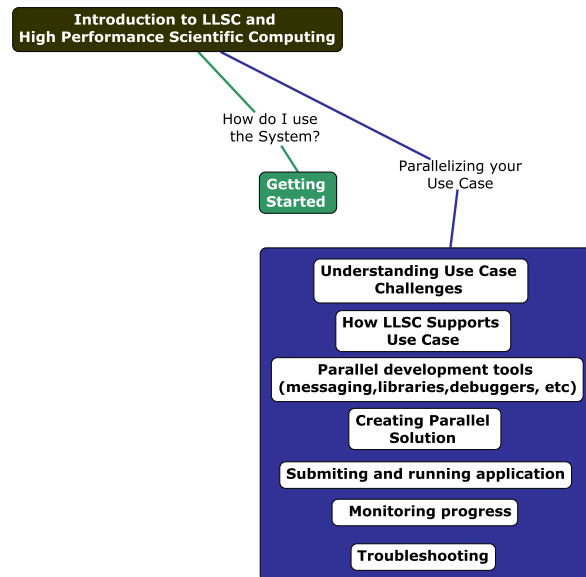 Introduction to LLSC and
High Performance Scientific Computing
How do I use
the System?
Getting
Started
Parallelizing your
Use Case
Understanding Use Case
Challenges
How LLSC Supports
Use Case
Parallel development tools
(messaging,libraries,debuggers, etc)
Creating Parallel
Solution
Submiting and running application
Monitoring progress
Troubleshooting